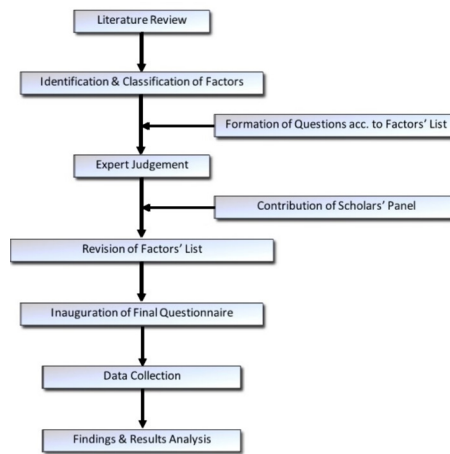 Literature Review
Identification & Classification of Factors
Formation of Questions acc. to Factors' List
Expert Judgement
Contribution of Scholars' Panel
Revision of Factors' List
Inauguration of Final Questionnaire
Data Collection
Findings & Results Analysis